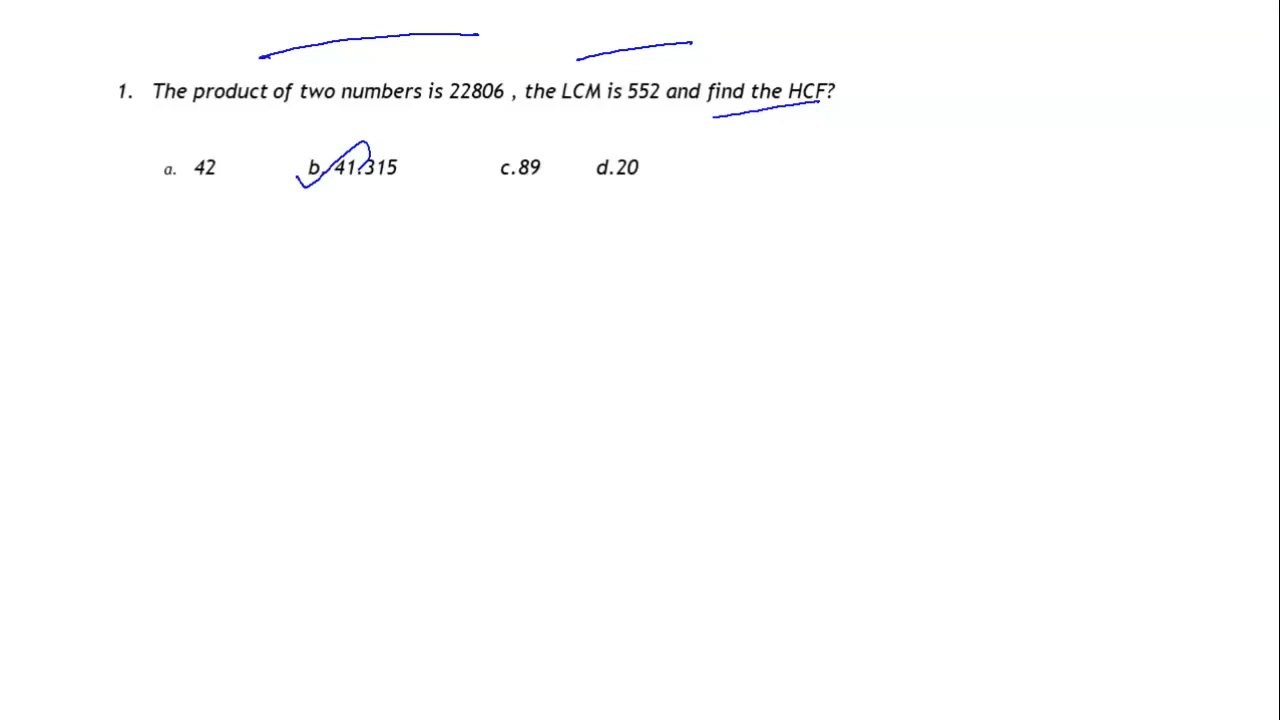 1. The product of two numbers is 22806 , the LCM is 552 and find the HCF?
a. 42 b. 41.315 c.89 d.20